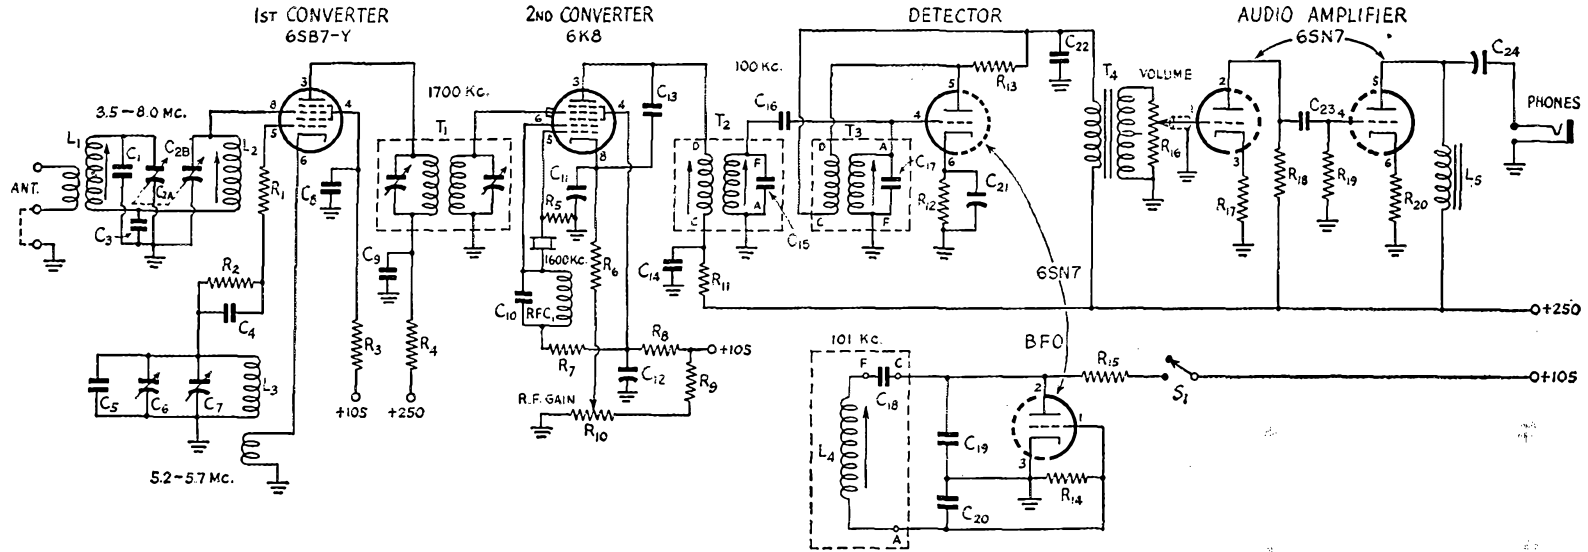 1ST CONVERTER
6SB7-Y
2ND CONVERTER
6K8
DETECTOR
AUDIO AMPLIFIER
6SN7
3.5-8.0 MC.
1700 KC.
100 KC.
VOLUME
PHONES
ANT.
L1
C1
C2A
C2B
L2
C3
R1
R2
C4
C5
C6
C7
L3
5.2-5.7 MC.
8
5
3
4
6
C8
R3
+105
T1
C9
R4
+250
3
6
5
4
8
C13
C11
R5
1600 KC.
C10
RFC1
R6
R7
R8
+105
R9
C12
R.F. GAIN
R10
T2
D
C
F
A
C14
R11
C15
C16
T3
D
C
A
F
C17
4
5
6
R12
C21
R13
C22
T4
R16
2
3
R17
R18
C23
R19
4
5
6
R20
L5
C24
6SN7
+250
101 KC.
F
C
C18
L4
A
C19
C20
BFO
2
1
3
R14
R15
S1
+105